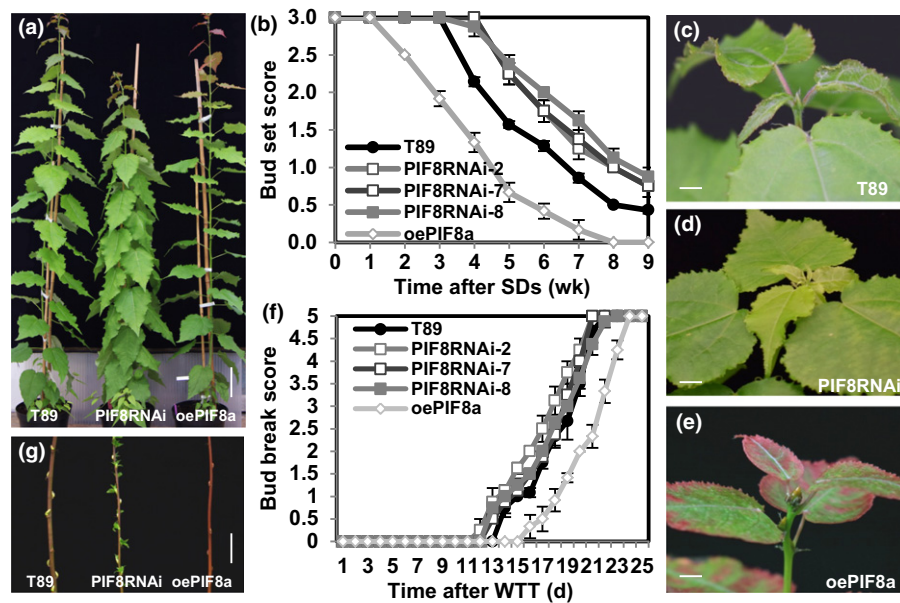 (a)
T89 PIF8RNAi oePIF8a
(b)
Bud set score
3.0
2.5
2.0
1.5
1.0
0.5
0.0
T89
PIF8RNAi-2
PIF8RNAi-7
PIF8RNAi-8
oePIF8a
0 1 2 3 4 5 6 7 8 9
Time after SDs (wk)
(c)
T89
(d)
PIF8RNAi
(e)
oePIF8a
(f)
Bud break score
5
4.5
4
3.5
3
2.5
2
1.5
1
0.5
0
T89
PIF8RNAi-2
PIF8RNAi-7
PIF8RNAi-8
oePIF8a
1 3 5 7 9 11 13 15 17 19 21 23 25
Time after WTT (d)
(g)
T89 PIF8RNAi oePIF8a